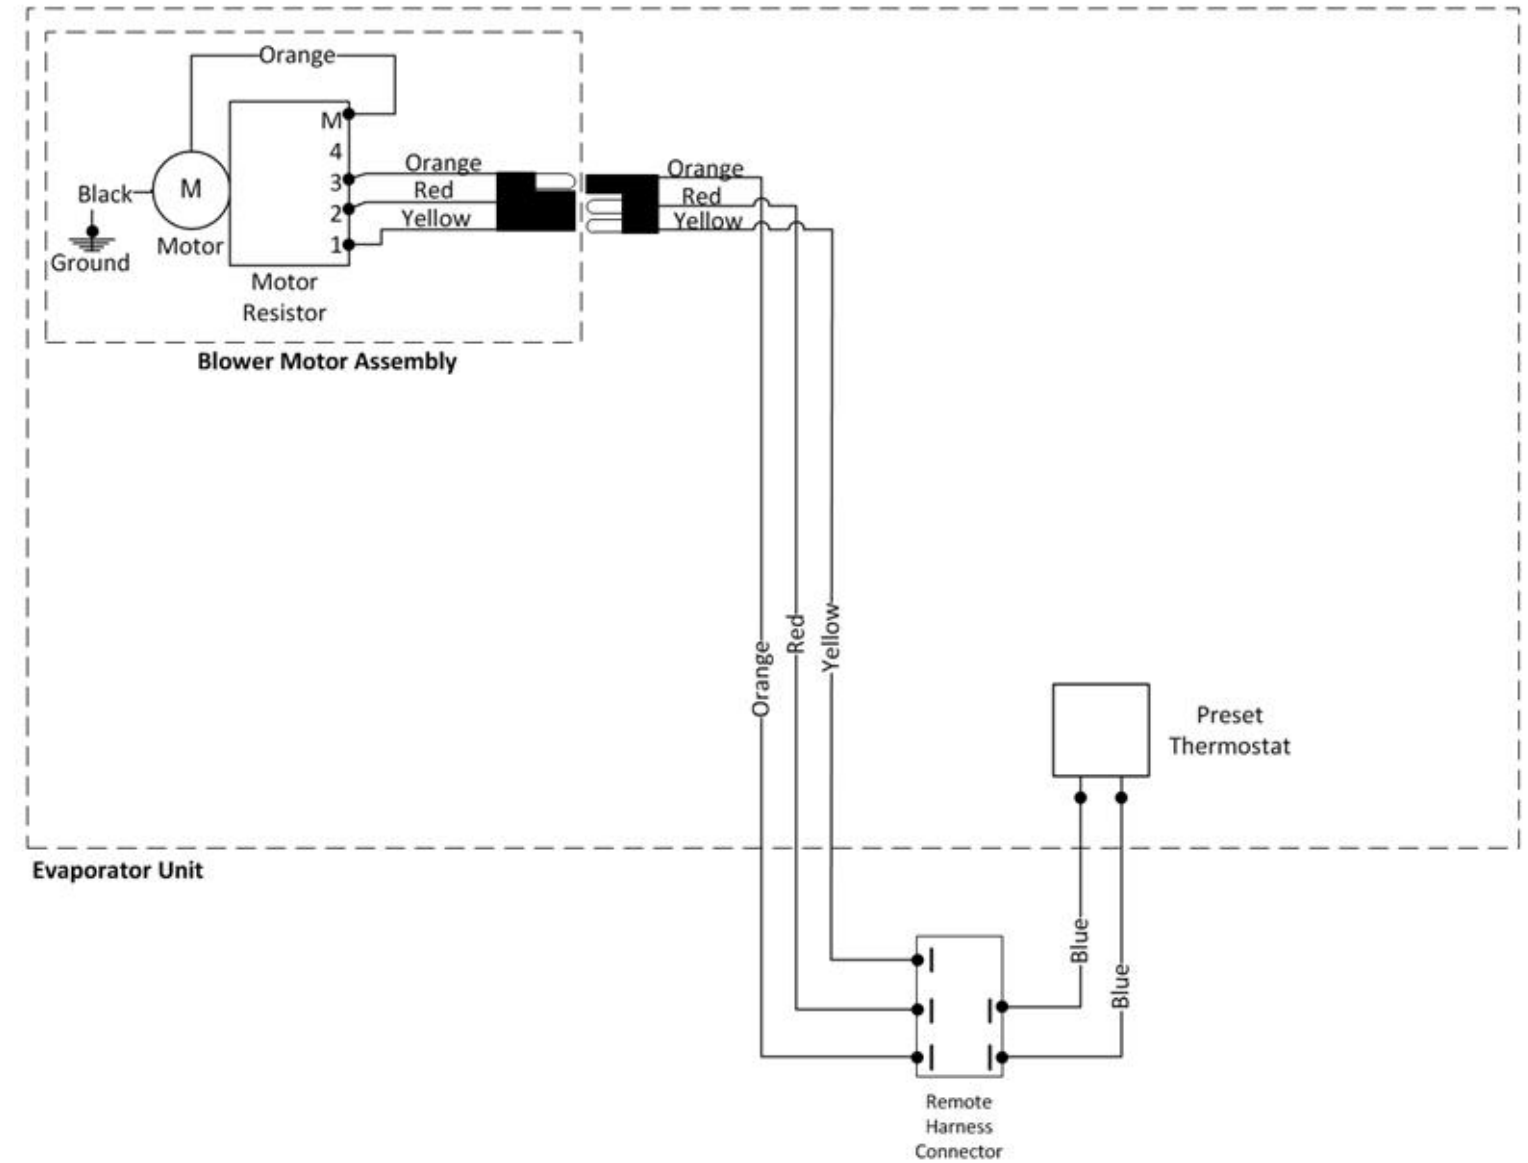 Orange
M
4
3
2
1
Orange
Red
Yellow
Orange
Red
Yellow
Black
M
Motor
Ground
Motor
Resistor
Blower Motor Assembly
Orange
Red
Yellow
Preset
Thermostat
Evaporator Unit
Blue
Blue
Remote
Harness
Connector